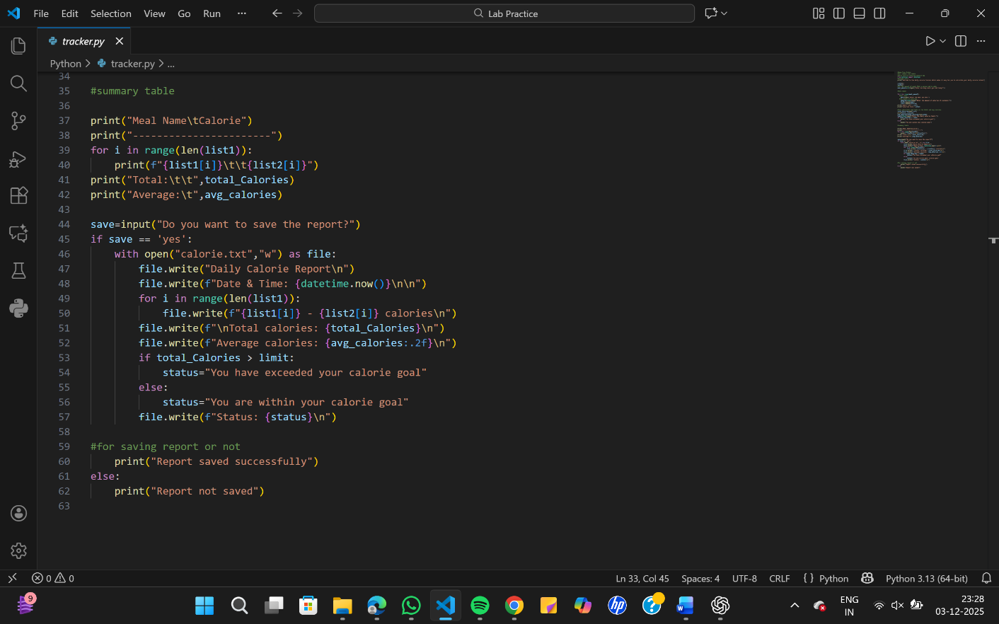 File Edit Selection View Go Run ··· Lab Practice
tracker.py
Python > tracker.py > ...
34
35 #summary table
36
37 print("Meal Name\tCalorie")
38 print("-----------------------")
39 for i in range(len(list1)):
40     print(f"{list1[i]}\t\t{list2[i]}")
41 print("Total:\t\t",total_Calories)
42 print("Average:\t",avg_calories)
43
44 save=input("Do you want to save the report?")
45 if save == 'yes':
46     with open("calorie.txt","w") as file:
47         file.write("Daily Calorie Report\n")
48         file.write(f"Date & Time: {datetime.now()}\n\n")
49         for i in range(len(list1)):
50             file.write(f"{list1[i]} - {list2[i]} calories\n")
51         file.write(f"\nTotal calories: {total_Calories}\n")
52         file.write(f"Average calories: {avg_calories:.2f}\n")
53         if total_Calories > limit:
54             status="You have exceeded your calorie goal"
55         else:
56             status="You are within your calorie goal"
57         file.write(f"Status: {status}\n")
58
59 #for saving report or not
60     print("Report saved successfully")
61 else:
62     print("Report not saved")
63
0 0 Ln 33, Col 45 Spaces: 4 UTF-8 CRLF {} Python Python 3.13 (64-bit)
9 hp ? W ENG 23:28
IN 03-12-2025